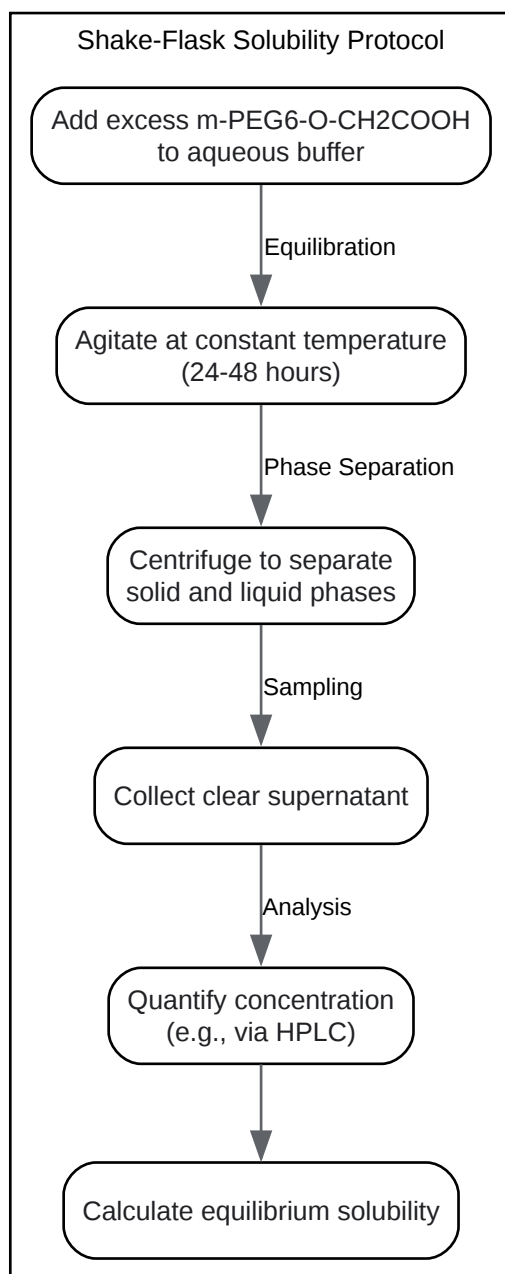 Shake-Flask Solubility Protocol
Add excess m-PEG6-O-CH2COOH
to aqueous buffer
Equilibration
Agitate at constant temperature
(24-48 hours)
Phase Separation
Centrifuge to separate
solid and liquid phases
Sampling
Collect clear supernatant
Analysis
Quantify concentration
(e.g., via HPLC)
Calculate equilibrium solubility